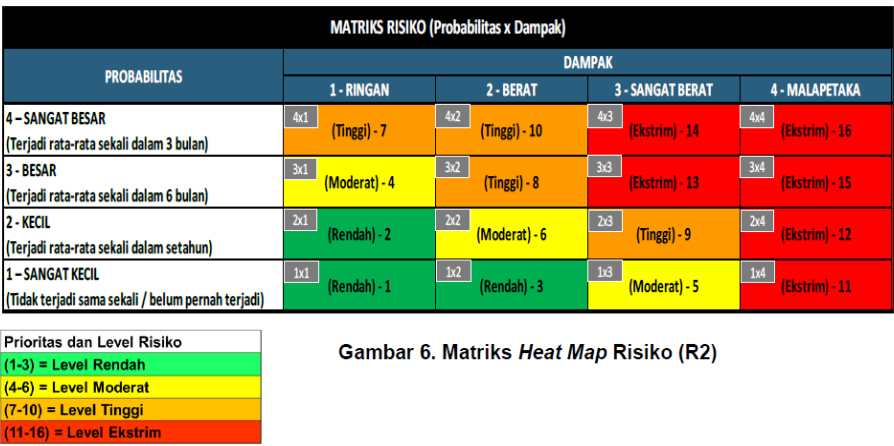 MATRIKS RISIKO (Probabilitas x Dampak)
PROBABILITAS
DAMPAK
1 - RINGAN
2 - BERAT
3 - SANGAT BERAT
4 - MALAPETAKA
4 – SANGAT BESAR
(Terjadi rata-rata sekali dalam 3 bulan)
4x1
(Tinggi) - 7
4x2
(Tinggi) - 10
4x3
(Ekstrim) - 14
4x4
(Ekstrim) - 16
3 - BESAR
(Terjadi rata-rata sekali dalam 6 bulan)
3x1
(Moderat) - 4
3x2
(Tinggi) - 8
3x3
(Ekstrim) - 13
3x4
(Ekstrim) - 15
2 - KECIL
(Terjadi rata-rata sekali dalam setahun)
2x1
(Rendah) - 2
2x2
(Moderat) - 6
2x3
(Tinggi) - 9
2x4
(Ekstrim) - 12
1 – SANGAT KECIL
(Tidak terjadi sama sekali / belum pernah terjadi)
1x1
(Rendah) - 1
1x2
(Rendah) - 3
1x3
(Moderat) - 5
1x4
(Ekstrim) - 11
Prioritas dan Level Risiko
(1-3) = Level Rendah
(4-6) = Level Moderat
(7-10) = Level Tinggi
(11-16) = Level Ekstrim
Gambar 6. Matriks Heat Map Risiko (R2)